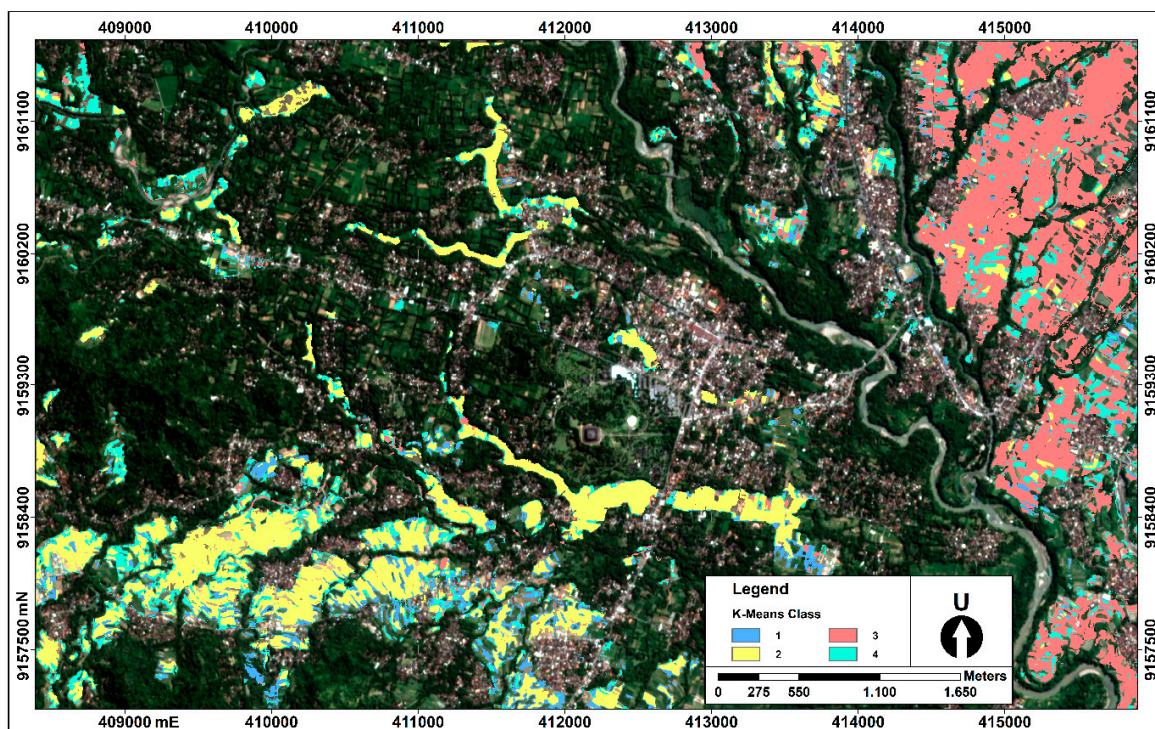 409000 410000 411000 412000 413000 414000 415000
9161100 9161100
9160200 9160200
9159300 9159300
9158400 9158400
9157500 mN 9157500
Legend
K-Means Class
1 3
2 4
U
Meters
0 275 550 1.100 1.650
409000 mE 410000 411000 412000 413000 414000 415000